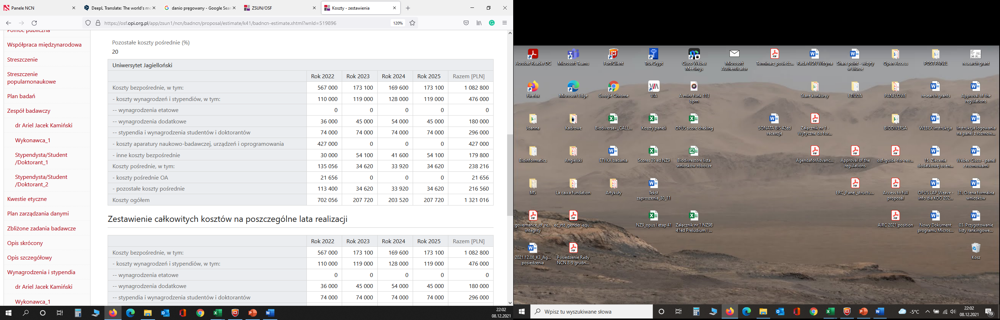 Panele NCN
DeepL Translate: The world's mo
danio pręgowany - Google Sear
ZSUN/OSF
Koszty - zestawienia
https://osf.opi.org.pl/app/zsun1/ncn/badncn/proposal/estimate/k41/badncn-estimate.xhtml?wnId=519896
120%
Pomoc publiczna
Współpraca międzynarodowa
Streszczenie
Streszczenie
popularnonaukowe
Plan badań
Zespół badawczy
dr Ariel Jacek Kamiński
Wykonawca_1
Stypendysta/Student
/Doktorant_1
Stypendysta/Student
/Doktorant_2
Kwestie etyczne
Plan zarządzania danymi
Zbliżone zadania badawcze
Opis skrócony
Opis szczegółowy
Wynagrodzenia i stypendia
dr Ariel Jacek Kamiński
Wykonawca_1
Pozostałe koszty pośrednie (%)
20
Uniwersytet Jagielloński
Rok 2022 Rok 2023 Rok 2024 Rok 2025 Razem [PLN]
Koszty bezpośrednie, w tym: 567 000 173 100 169 600 173 100 1 082 800
- koszty wynagrodzeń i stypendiów, w tym: 110 000 119 000 128 000 119 000 476 000
-- wynagrodzenia etatowe 0 0 0 0 0
-- wynagrodzenia dodatkowe 36 000 45 000 54 000 45 000 180 000
-- stypendia i wynagrodzenia studentów i doktorantów 74 000 74 000 74 000 74 000 296 000
- koszty aparatury naukowo-badawczej, urządzeń i oprogramowania 427 000 0 0 0 427 000
- inne koszty bezpośrednie 30 000 54 100 41 600 54 100 179 800
Koszty pośrednie, w tym: 135 056 34 620 33 920 34 620 238 216
- koszty pośrednie OA 21 656 0 0 0 21 656
- pozostałe koszty pośrednie 113 400 34 620 33 920 34 620 216 560
Koszty ogółem 702 056 207 720 203 520 207 720 1 321 016
Zestawienie całkowitych kosztów na poszczególne lata realizacji
Rok 2022 Rok 2023 Rok 2024 Rok 2025 Razem [PLN]
Koszty bezpośrednie, w tym: 567 000 173 100 169 600 173 100 1 082 800
- koszty wynagrodzeń i stypendiów, w tym: 110 000 119 000 128 000 119 000 476 000
-- wynagrodzenia etatowe 0 0 0 0 0
-- wynagrodzenia dodatkowe 36 000 45 000 54 000 45 000 180 000
-- stypendia i wynagrodzenia studentów i doktorantów 74 000 74 000 74 000 74 000 296 000
22:02
08.12.2021
Acrobat Reader DC
Microsoft Teams
FortiClient
TrueCrypt
Cisco Webex
Meetings
Microsoft
Authenticator
Terminarz_posiedz...
Rada NCN Witryna
Share point - wizyty
w biurze
Open Access
POST PANEL
research grant
Firefox
Microsoft Edge
Google Chrome
VIA
A minr funk 113
bpm
Stare konkursy
ETIUDA
PANELOWE
research grants
Approval of the
regulations
Joanna
Kadrowe
Biodiversa+_CALL...
Koszty paneli
OPUS score cheking
SONATA BIS 42ed
recenzje
Załącznik nr 1 -
Wytyczne do for...
BIODIVERSA
WEBEX instrukcja
Instrukcja logowania
na panel z rozmow...
Bioinformatics
Angielski
ETYKA badania
Scores 39 ed NZ9
Biodivrestore lista
wnioskow robocze
AgendaforAdvanc...
Approval of the
regulations
osf-guide-for-rev...
15. Zlecenie
dodatkowej ocen...
Webex Cisco - panel
z rozmowami
MS
La caixa fundation
Artykuły
Tekst
zaproszenia_30_11
ERC_Panel_structu...
Access to full
proposal
OPUS LAP Weave -
info dla KOO 202...
31. Ocena formalna
wniosków
governance_of_re...
integrity
ec_rtd_gender-equ...
NZ9_opus I etap 41
Załącznik nr 1 NZ9B
41ed Preludium I ...
AIRC 2021 position
Nowy Dokument
programu Micros...
03. Przygotowanie
listy rankingowe...
2021.12.08_K3_Ag...
posiedzenia
Posiedzenie Rady
NCN 8-9 grudn...
Kosz
Wpisz tu wyszukiwane słowa
-5°C
22:02
08.12.2021
19